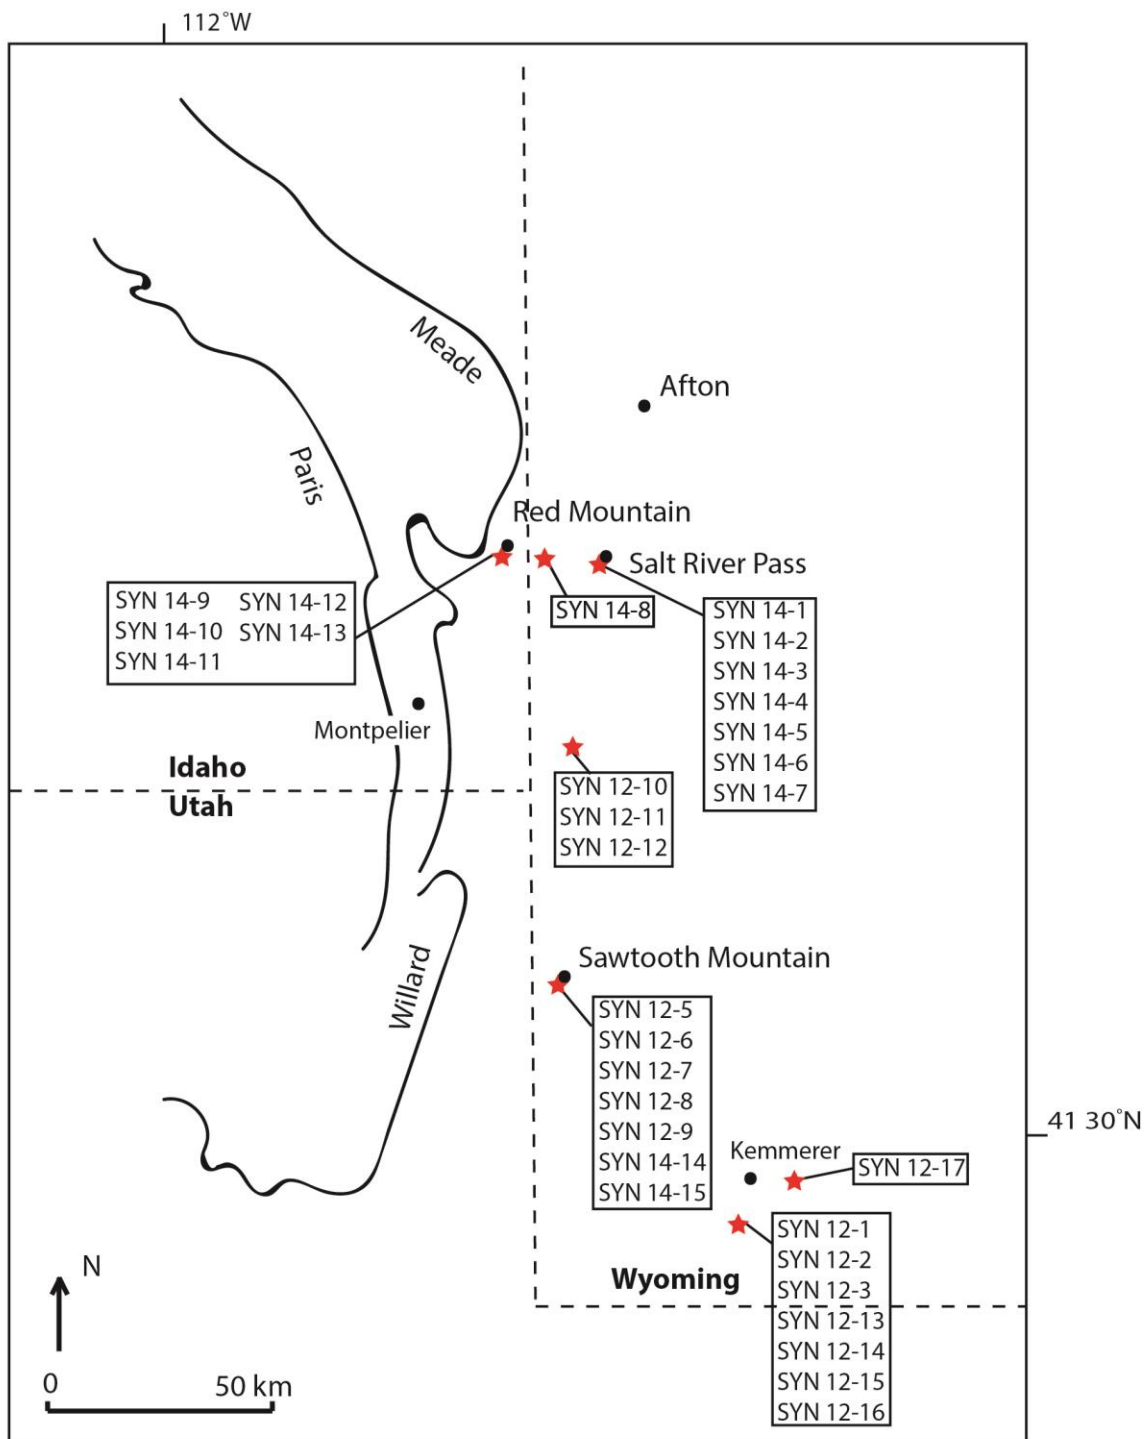 112°W
Meade
Afton
Paris
Red Mountain
Salt River Pass
SYN 14-9 SYN 14-12
SYN 14-10 SYN 14-13
SYN 14-11
SYN 14-8
SYN 14-1
SYN 14-2
SYN 14-3
SYN 14-4
SYN 14-5
SYN 14-6
SYN 14-7
Montpelier
Idaho
Utah
SYN 12-10
SYN 12-11
SYN 12-12
Willard
Sawtooth Mountain
SYN 12-5
SYN 12-6
SYN 12-7
SYN 12-8
SYN 12-9
SYN 14-14
SYN 14-15
41 30°N
Kemmerer
SYN 12-17
SYN 12-1
SYN 12-2
SYN 12-3
SYN 12-13
SYN 12-14
SYN 12-15
SYN 12-16
Wyoming
N
0 50 km